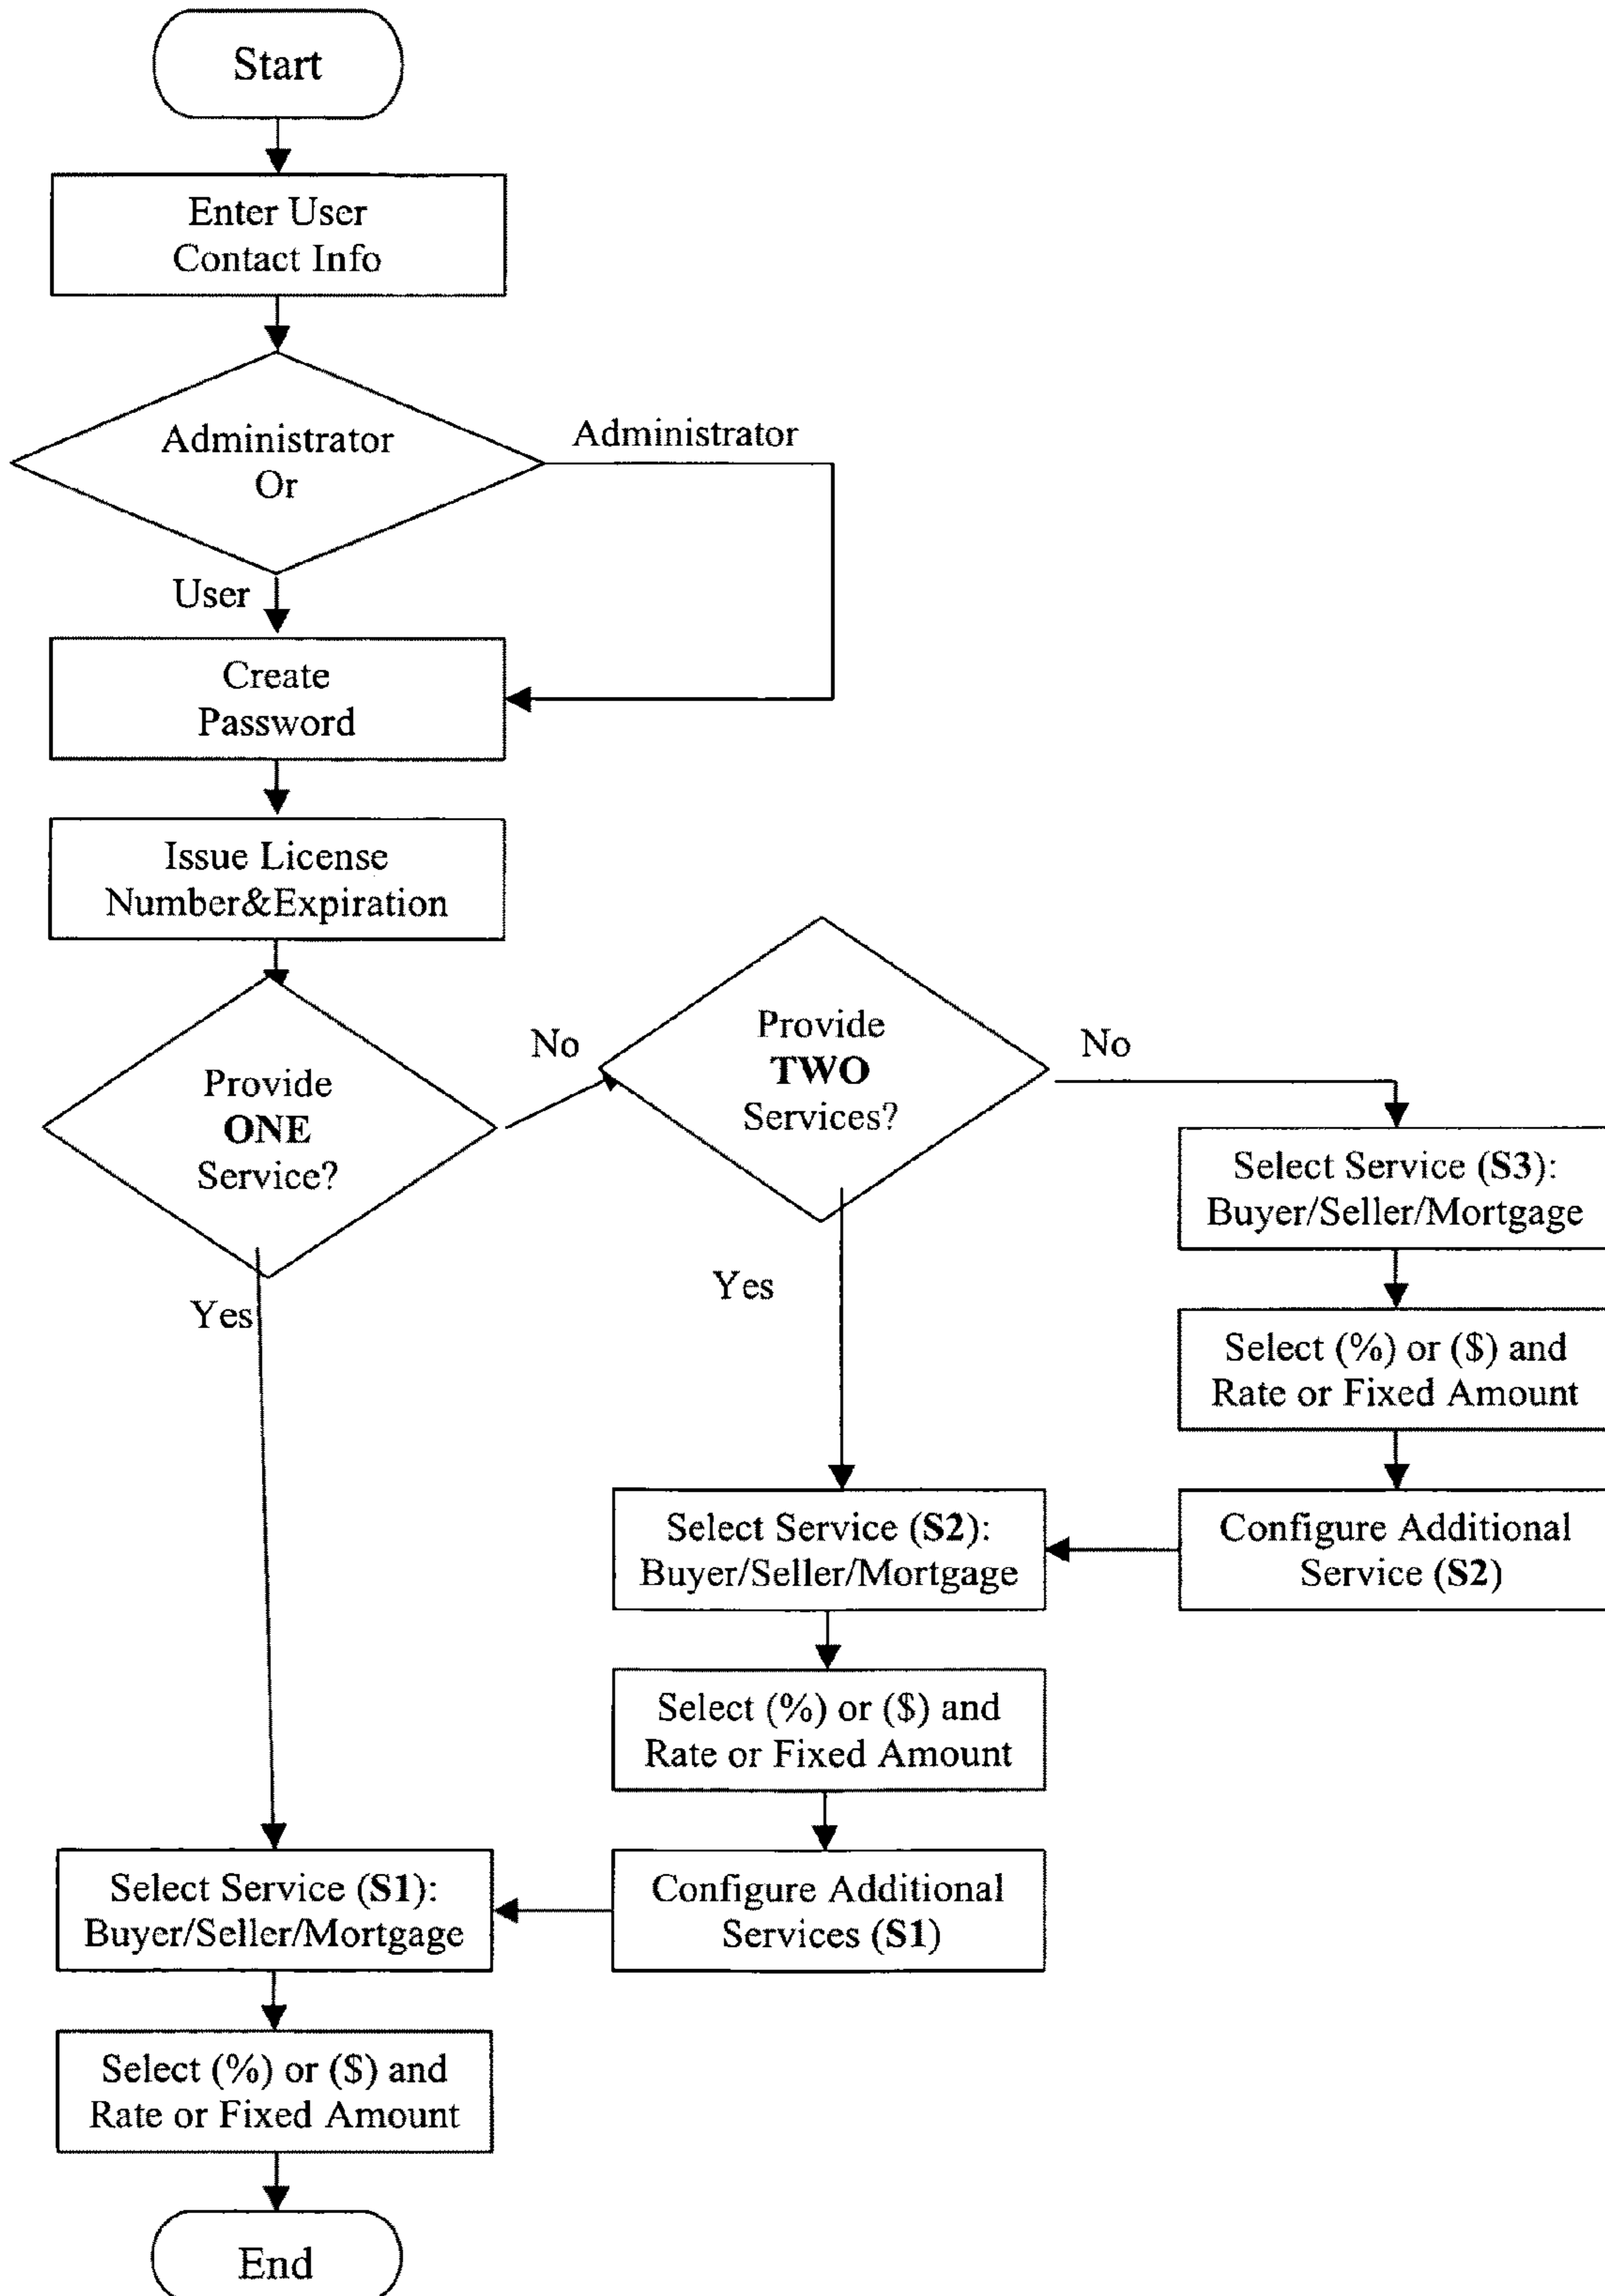 Start
Enter User
Contact Info
Administrator
Or
Administrator
User
Create
Password
Issue License
Number&Expiration
Provide
ONE
Service?
No
Provide
TWO
Services?
No
Yes
Yes
Select Service (S3):
Buyer/Seller/Mortgage
Select (%) or ($) and
Rate or Fixed Amount
Configure Additional
Service (S2)
Select Service (S2):
Buyer/Seller/Mortgage
Select (%) or ($) and
Rate or Fixed Amount
Configure Additional
Services (S1)
Select Service (S1):
Buyer/Seller/Mortgage
Select (%) or ($) and
Rate or Fixed Amount
End